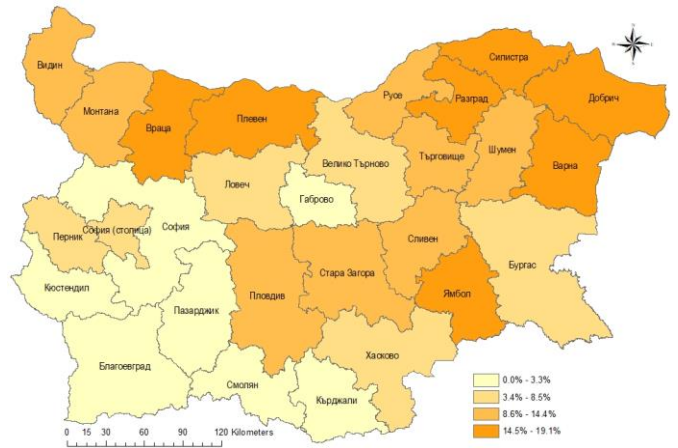 Видин
Монтана
Враца
Плевен
Русе
Силистра
Разград
Добрич
Шумен
Търговище
Варна
Велико Търново
Ловеч
Габрово
София
София (столица)
Перник
Кюстендил
Пазарджик
Пловдив
Стара Загора
Сливен
Ямбол
Бургас
Хасково
Благоевград
Смолян
Кърджали
0.0% - 3.3%
3.4% - 8.5%
8.6% - 14.4%
14.5% - 19.1%
0 15 30 60 90 120 Kilometers